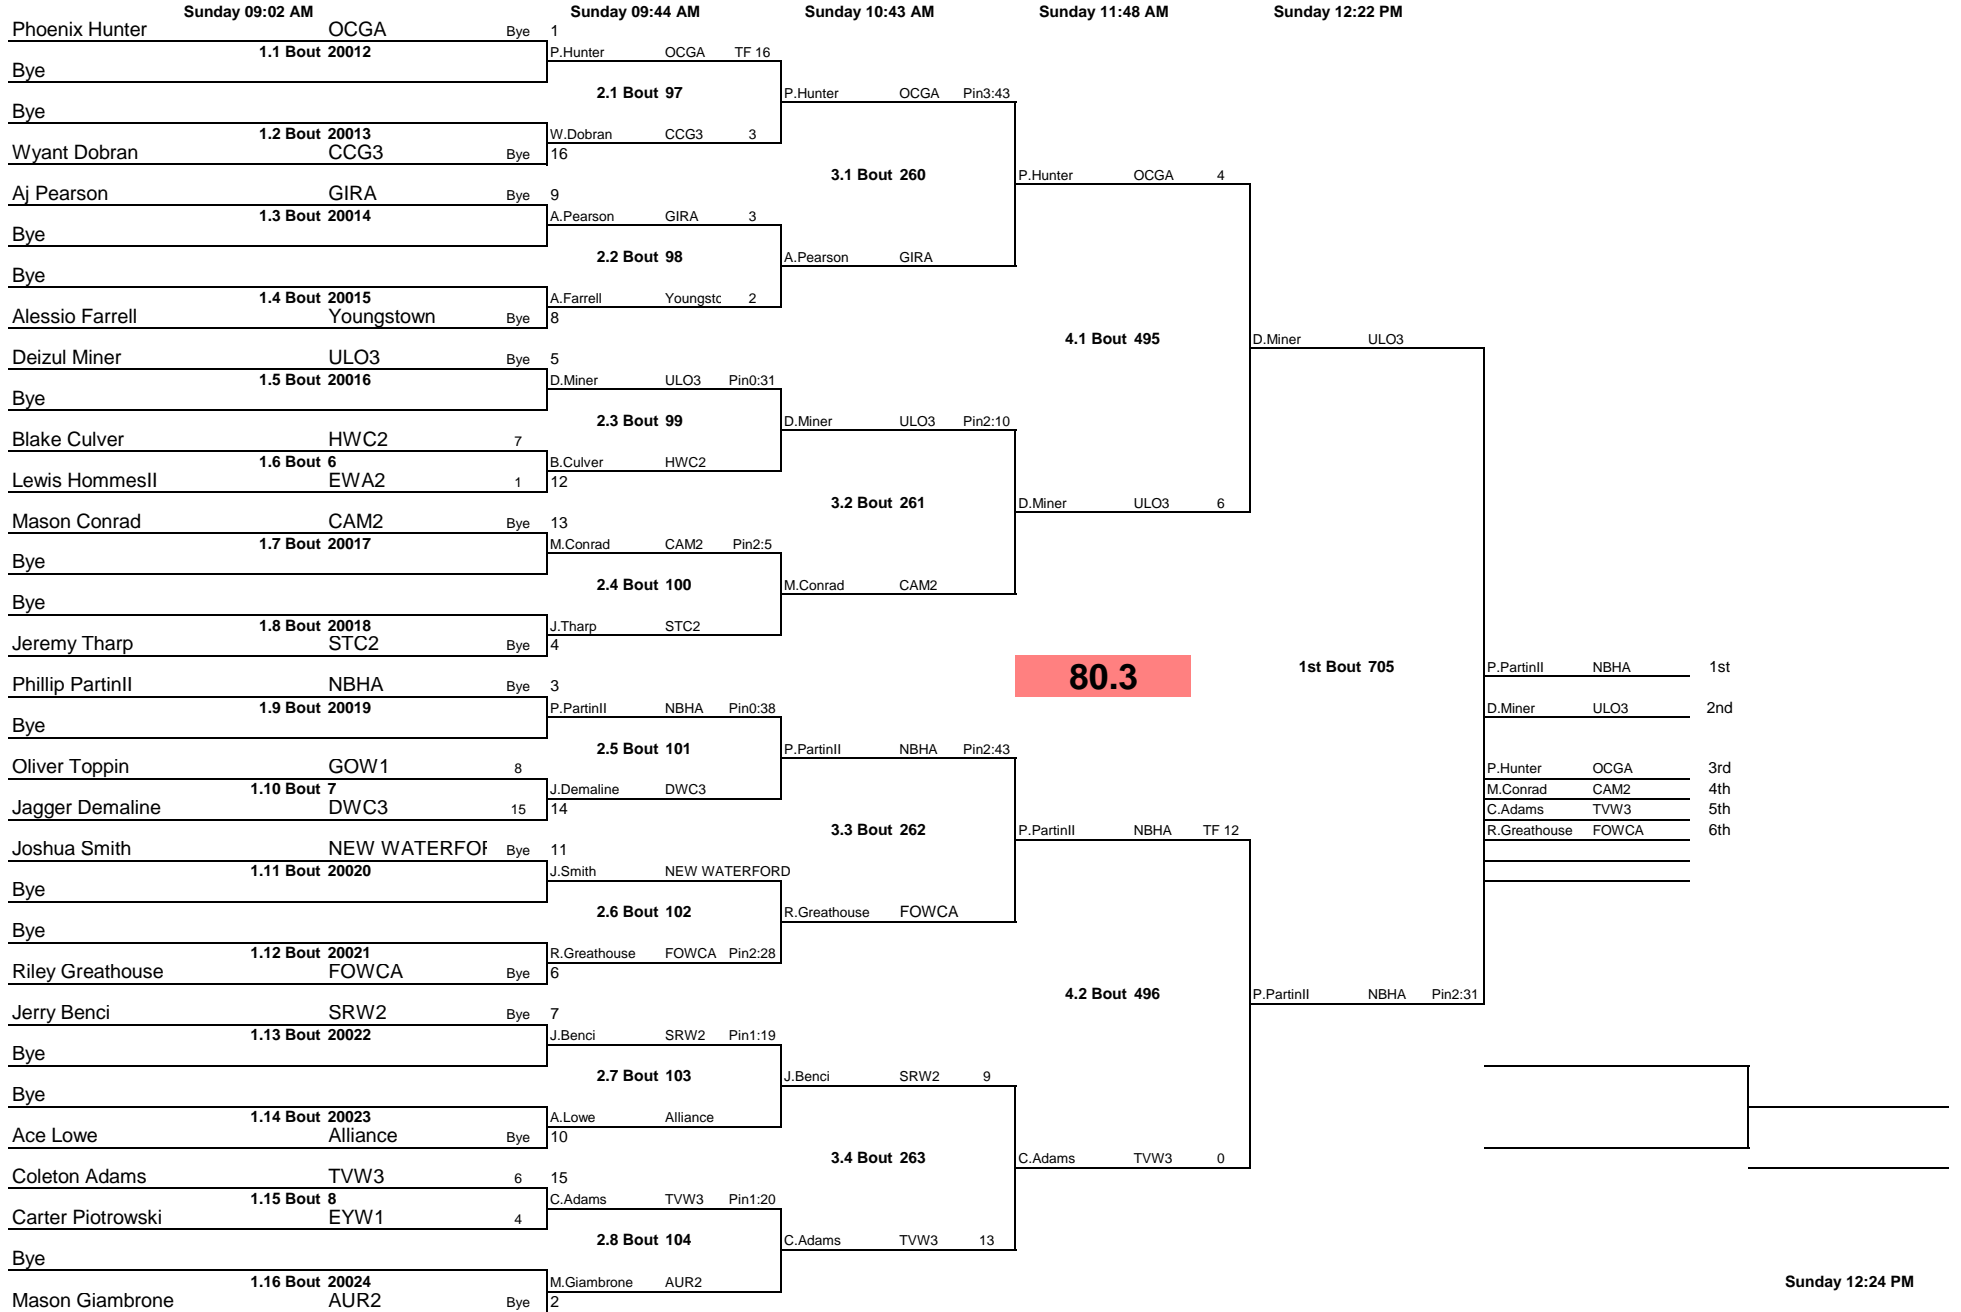 Sunday 09:02 AM Sunday 09:44 AM Sunday 10:43 AM Sunday 11:48 AM Sunday 12:22 PM
Phoenix Hunter OCGA Bye 1
1.1 Bout 20012 P.Hunter OCGA TF 16
Bye
2.1 Bout 97 P.Hunter OCGA Pin3:43
Bye
1.2 Bout 20013 W.Dobran CCG3 3
Wyant Dobran CCG3 Bye 16
3.1 Bout 260 P.Hunter OCGA 4
Aj Pearson GIRA Bye 9
1.3 Bout 20014 A.Pearson GIRA 3
Bye
2.2 Bout 98 A.Pearson GIRA
Bye
1.4 Bout 20015 A.Farrell Youngstc 2
Alessio Farrell Youngstown Bye 8
4.1 Bout 495 D.Miner ULO3
Deizul Miner ULO3 Bye 5
1.5 Bout 20016 D.Miner ULO3 Pin0:31
Bye
2.3 Bout 99 D.Miner ULO3 Pin2:10
Blake Culver HWC2 7
1.6 Bout 6 B.Culver HWC2
Lewis HommesII EWA2 1 12
3.2 Bout 261 D.Miner ULO3 6
Mason Conrad CAM2 Bye 13
1.7 Bout 20017 M.Conrad CAM2 Pin2:5
Bye
2.4 Bout 100 M.Conrad CAM2
Bye
1.8 Bout 20018 J.Tharp STC2
Jeremy Tharp STC2 Bye 4
80.3 1st Bout 705 P.PartinII NBHA 1st
Phillip PartinII NBHA Bye 3
1.9 Bout 20019 P.PartinII NBHA Pin0:38 D.Miner ULO3 2nd
Bye
2.5 Bout 101 P.PartinII NBHA Pin2:43
Oliver Toppin GOW1 8 P.Hunter OCGA 3rd
1.10 Bout 7 J.Demaline DWC3 M.Conrad CAM2 4th
Jagger Demaline DWC3 15 14 C.Adams TVW3 5th
3.3 Bout 262 P.PartinII NBHA TF 12 R.Greathouse FOWCA 6th
Joshua Smith NEW WATERFOF Bye 11
1.11 Bout 20020 J.Smith NEW WATERFORD
Bye
2.6 Bout 102 R.Greathouse FOWCA
Bye
1.12 Bout 20021 R.Greathouse FOWCA Pin2:28
Riley Greathouse FOWCA Bye 6
4.2 Bout 496 P.PartinII NBHA Pin2:31
Jerry Benci SRW2 Bye 7
1.13 Bout 20022 J.Benci SRW2 Pin1:19
Bye
2.7 Bout 103 J.Benci SRW2 9
Bye
1.14 Bout 20023 A.Lowe Alliance
Ace Lowe Alliance Bye 10
3.4 Bout 263 C.Adams TVW3 0
Coleton Adams TVW3 6 15
1.15 Bout 8 C.Adams TVW3 Pin1:20
Carter Piotrowski EYW1 4
2.8 Bout 104 C.Adams TVW3 13
Bye
1.16 Bout 20024 M.Giambrone AUR2 Sunday 12:24 PM
Mason Giambrone AUR2 Bye 2